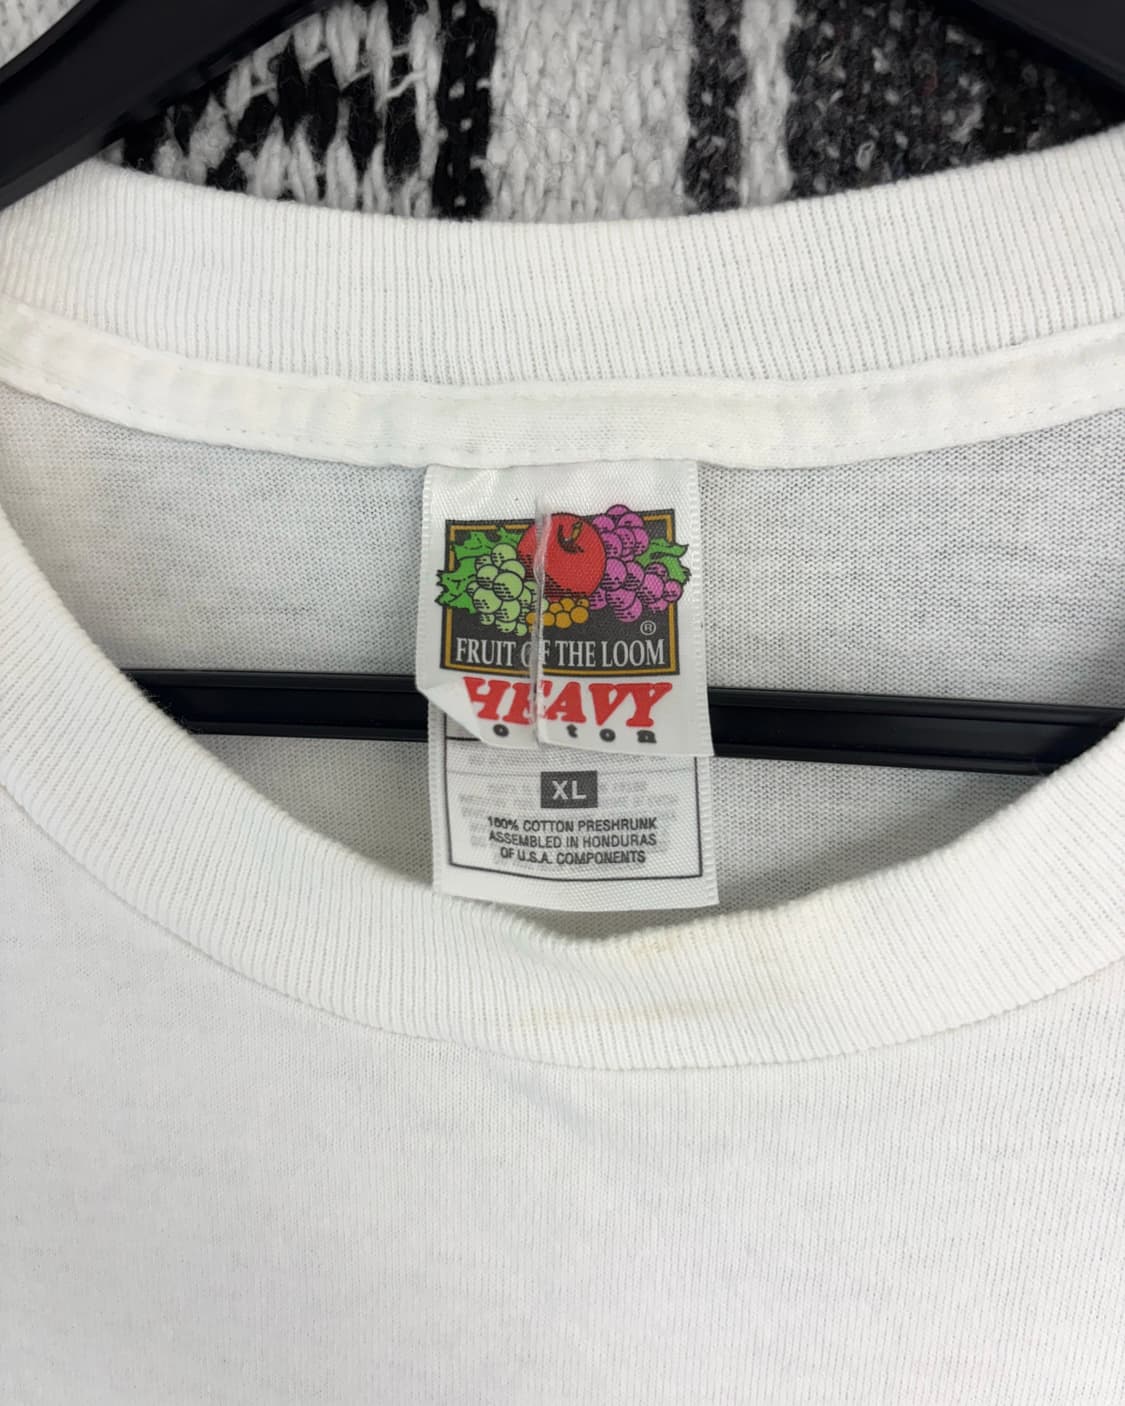 ®
FRUIT OF THE LOOM
HEAVY
XL
100% COTTON PRESHRUNK
ASSEMBLED IN HONDURAS
OF U.S.A. COMPONENTS